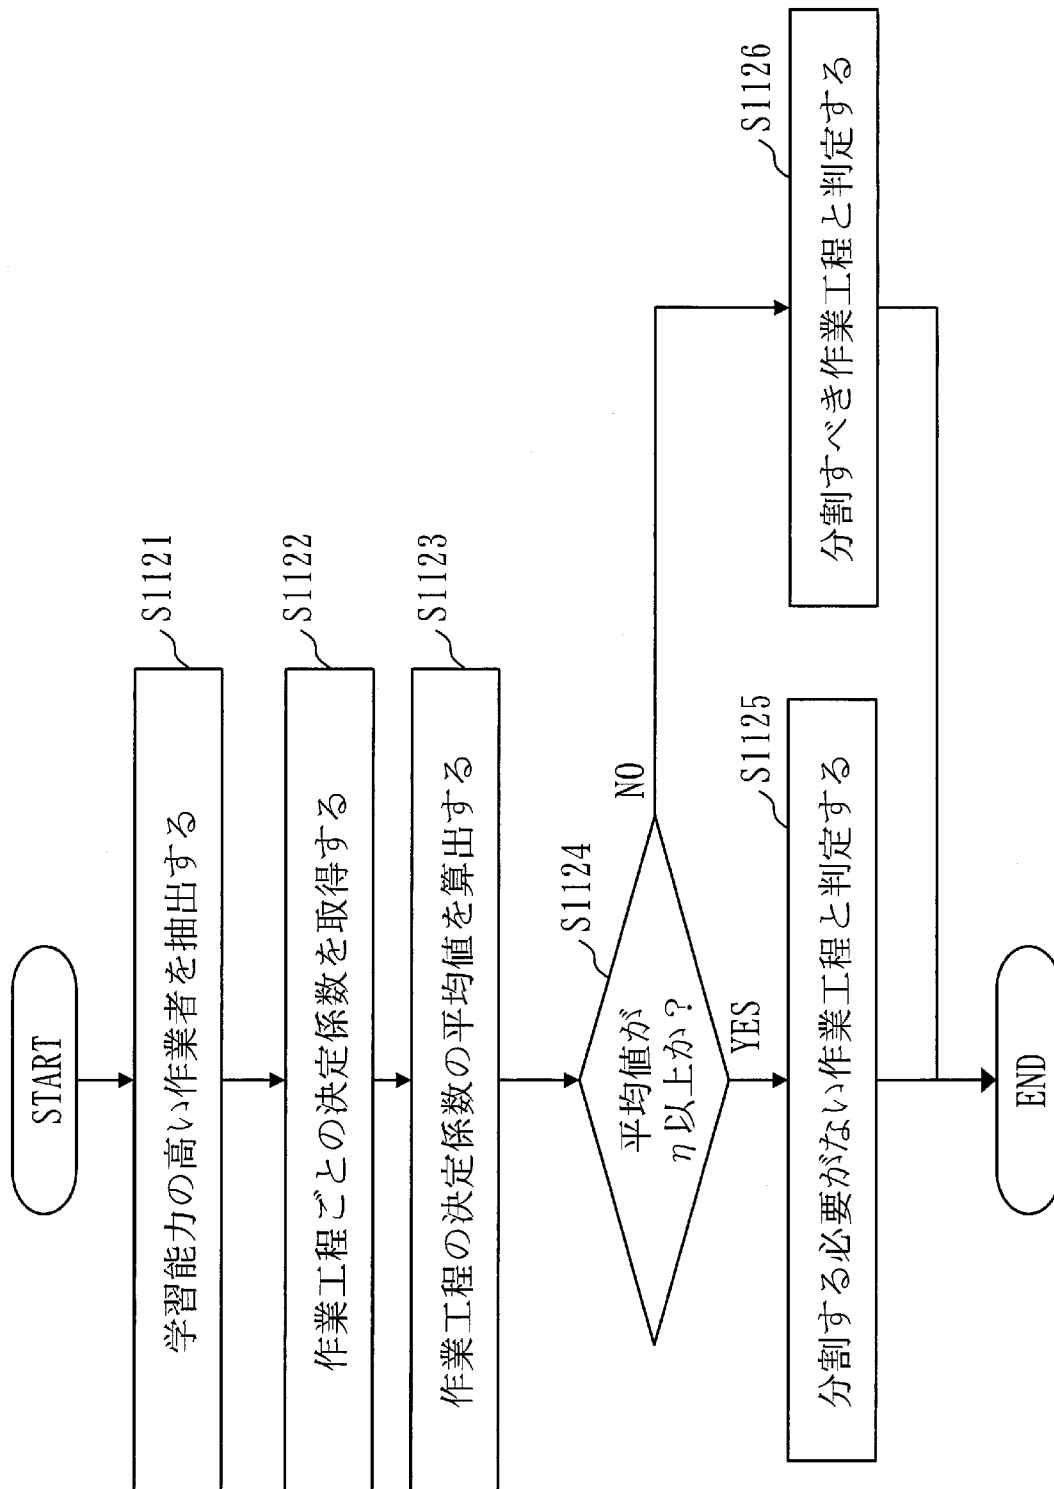 START
S1121
学習能力の高い作業者を抽出する
S1122
作業工程ごとの決定係数を取得する
S1123
作業工程の決定係数の平均値を算出する
S1124
平均値が
η以上か?
NO
YES
S1125
分割する必要がない作業工程と判定する
S1126
分割すべき作業工程と判定する
END